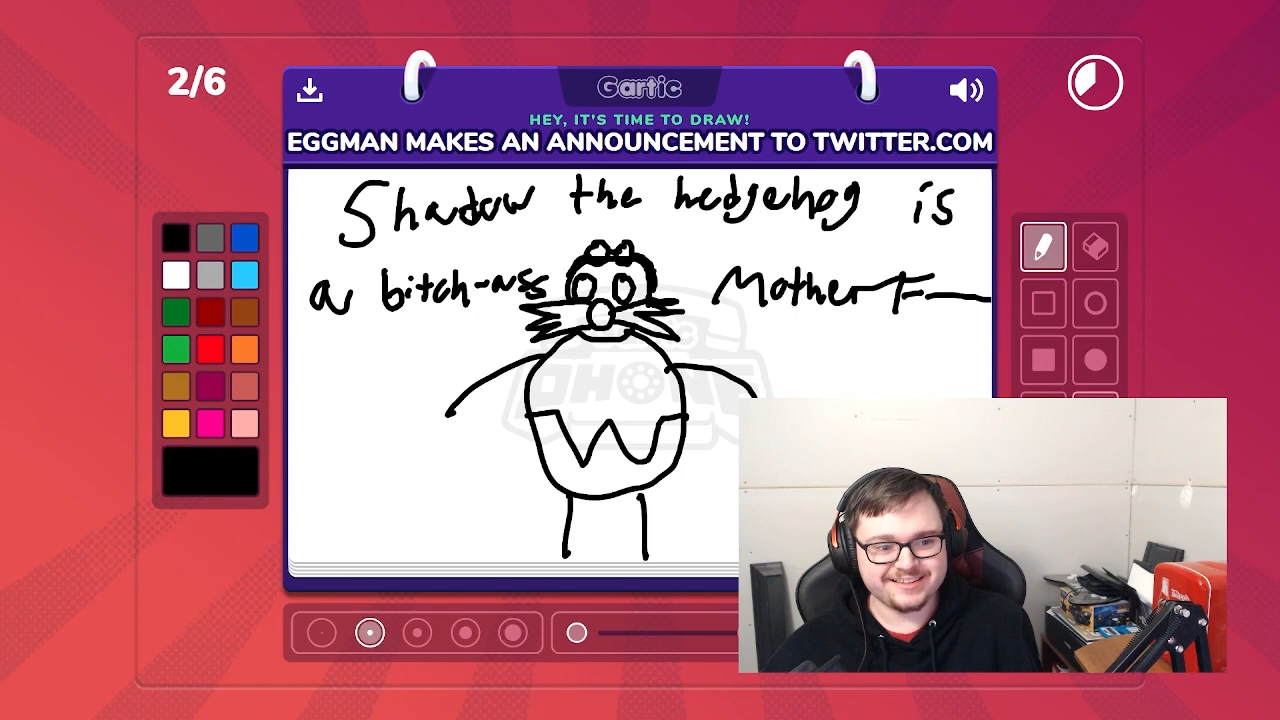 2/6
Gartic
HEY, IT'S TIME TO DRAW!
EGGMAN MAKES AN ANNOUNCEMENT TO TWITTER.COM
Shadow the hedgehog is
a bitch-ass Mother F
PHONE